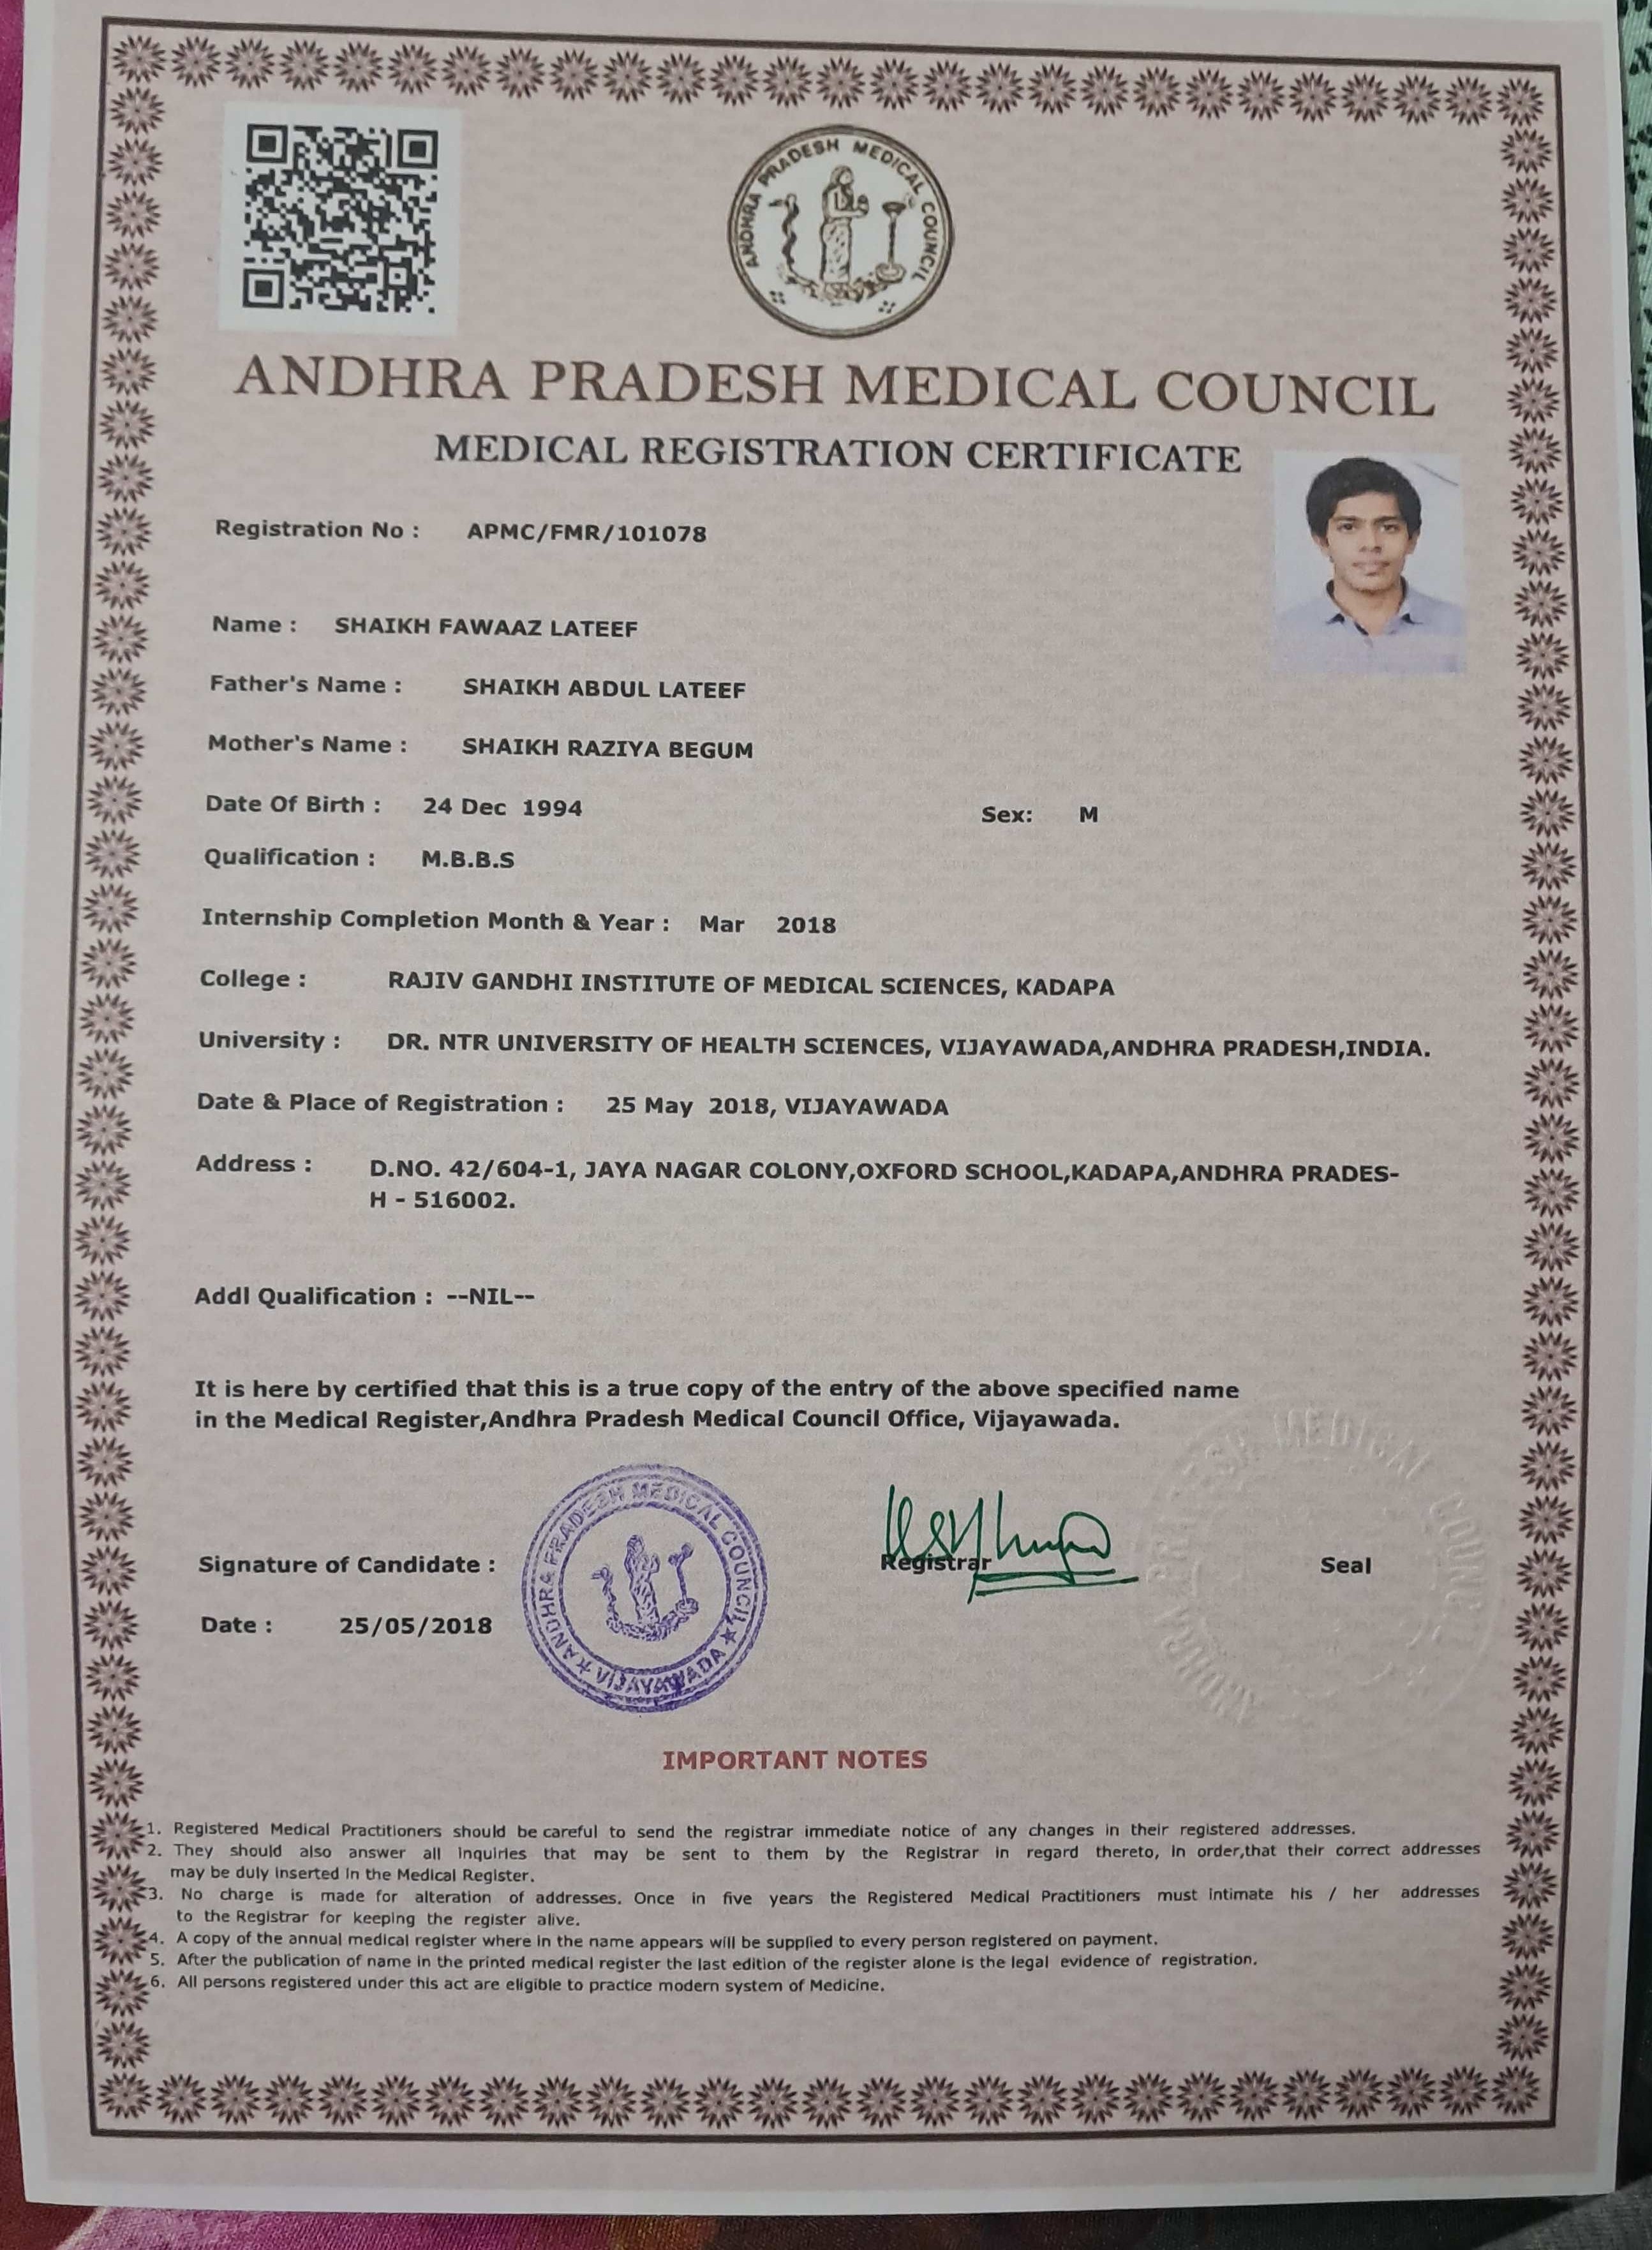 ANDHRA PRADESH MEDICAL COUNCIL
ANDHRA PRADESH MEDICAL COUNCIL
MEDICAL REGISTRATION CERTIFICATE
Registration No : APMC/FMR/101078
Name : SHAIKH FAWAAZ LATEEF
Father's Name : SHAIKH ABDUL LATEEF
Mother's Name : SHAIKH RAZIYA BEGUM
Date Of Birth : 24 Dec 1994 Sex: M
Qualification : M.B.B.S
Internship Completion Month & Year : Mar 2018
College : RAJIV GANDHI INSTITUTE OF MEDICAL SCIENCES, KADAPA
University : DR. NTR UNIVERSITY OF HEALTH SCIENCES, VIJAYAWADA,ANDHRA PRADESH,INDIA.
Date & Place of Registration : 25 May 2018, VIJAYAWADA
Address : D.NO. 42/604-1, JAYA NAGAR COLONY,OXFORD SCHOOL,KADAPA,ANDHRA PRADES-
H - 516002.
Addl Qualification : --NIL--
It is here by certified that this is a true copy of the entry of the above specified name
in the Medical Register,Andhra Pradesh Medical Council Office, Vijayawada.
ANDHRA PRADESH MEDICAL COUNCIL
VIJAYAWADA
ANDHRA PRADESH MEDICAL COUNCIL
Signature of Candidate : Registrar Seal
Date : 25/05/2018
IMPORTANT NOTES
1. Registered Medical Practitioners should be careful to send the registrar immediate notice of any changes in their registered addresses.
2. They should also answer all inquiries that may be sent to them by the Registrar in regard thereto, in order,that their correct addresses
may be duly inserted in the Medical Register.
3. No charge is made for alteration of addresses. Once in five years the Registered Medical Practitioners must intimate his / her addresses
to the Registrar for keeping the register alive.
4. A copy of the annual medical register where in the name appears will be supplied to every person registered on payment.
5. After the publication of name in the printed medical register the last edition of the register alone is the legal evidence of registration.
6. All persons registered under this act are eligible to practice modern system of Medicine.